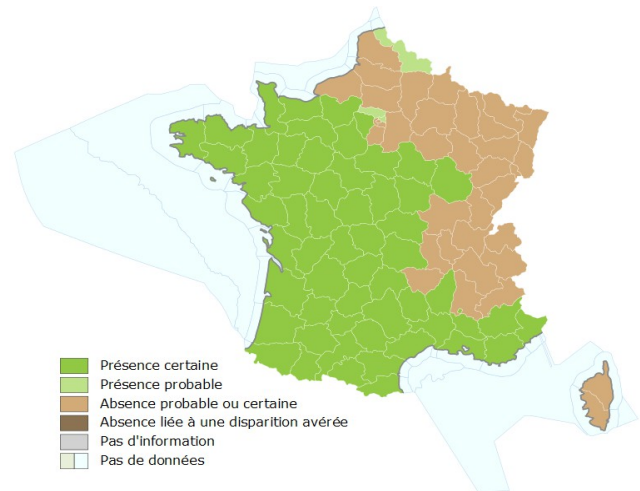 Présence certaine
Présence probable
Absence probable ou certaine
Absence liée à une disparition avérée
Pas d'information
Pas de données